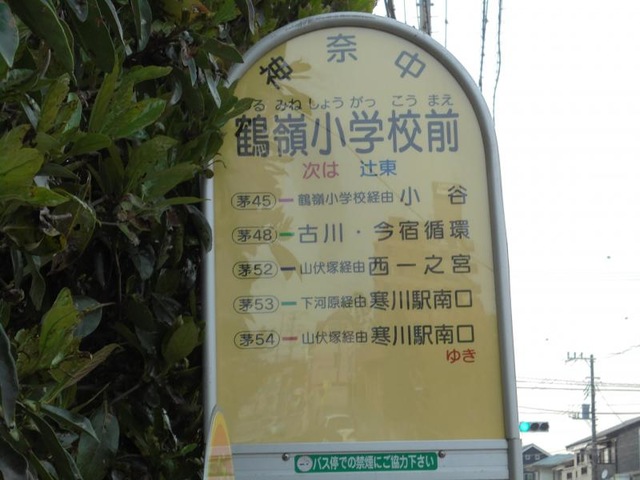 神奈中
つるみねしょうがっこうまえ
鶴嶺小学校前
次は 辻東
茅45 鶴嶺小学校経由 小谷
茅48 古川・今宿循環
茅52 山伏塚経由 西一之宮
茅53 下河原経由 寒川駅南口
茅54 山伏塚経由 寒川駅南口
ゆき
バス停での禁煙にご協力下さい